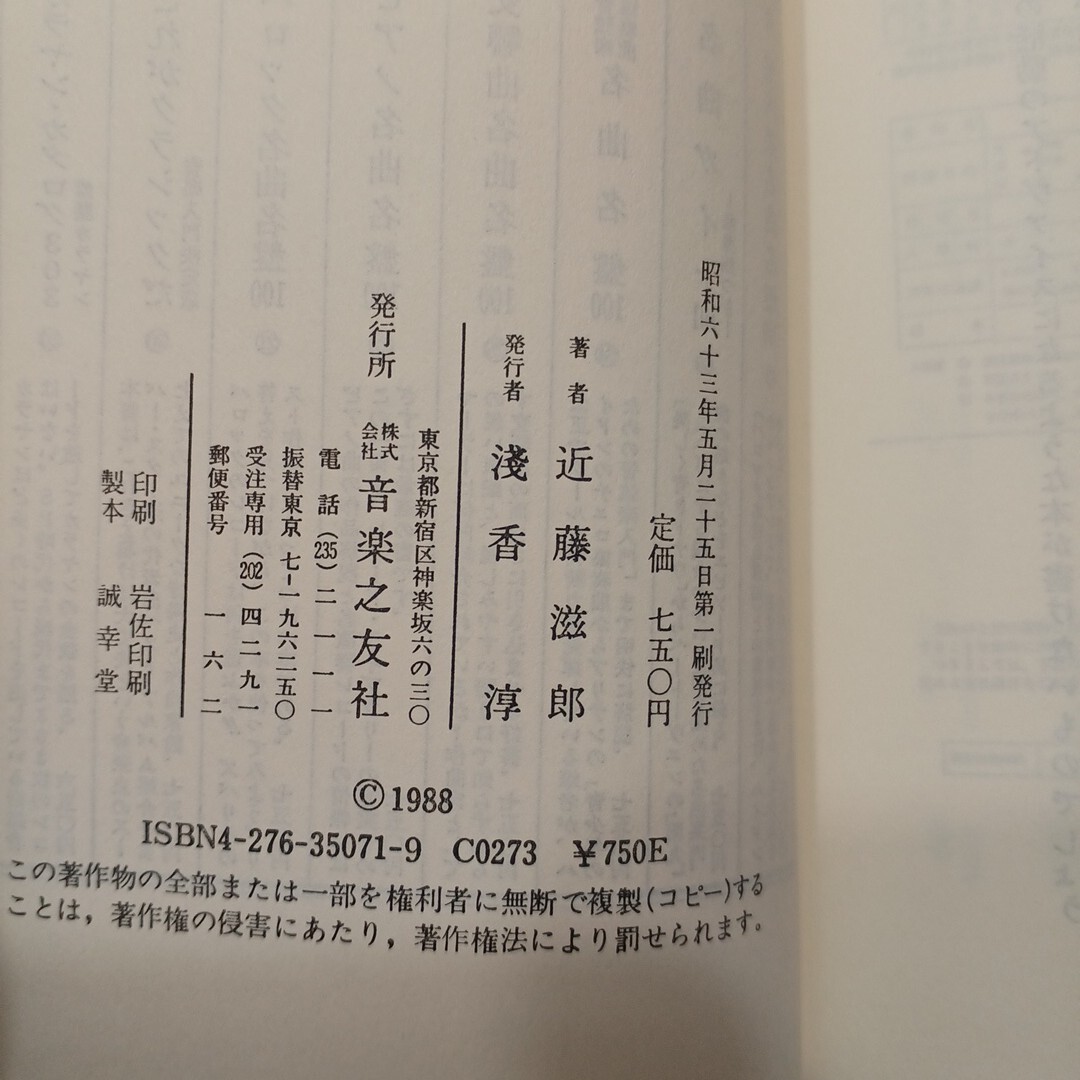 昭和六十三年五月二十五日第一刷発行
定価 七五〇円
著者 近藤滋郎
発行者 淺香淳
東京都新宿区神楽坂六の三〇
発行所 株式会社 音楽之友社
電話(235)二一一一
振替東京 七―一九六二五〇
受注専用(202)四二九一
郵便番号 一六二
印刷 岩佐印刷
製本 誠幸堂
©1988
ISBN4-276-35071-9 C0273 ¥750E
この著作物の全部または一部を権利者に無断で複製(コピー)する
ことは，著作権の侵害にあたり，著作権法により罰せられます。